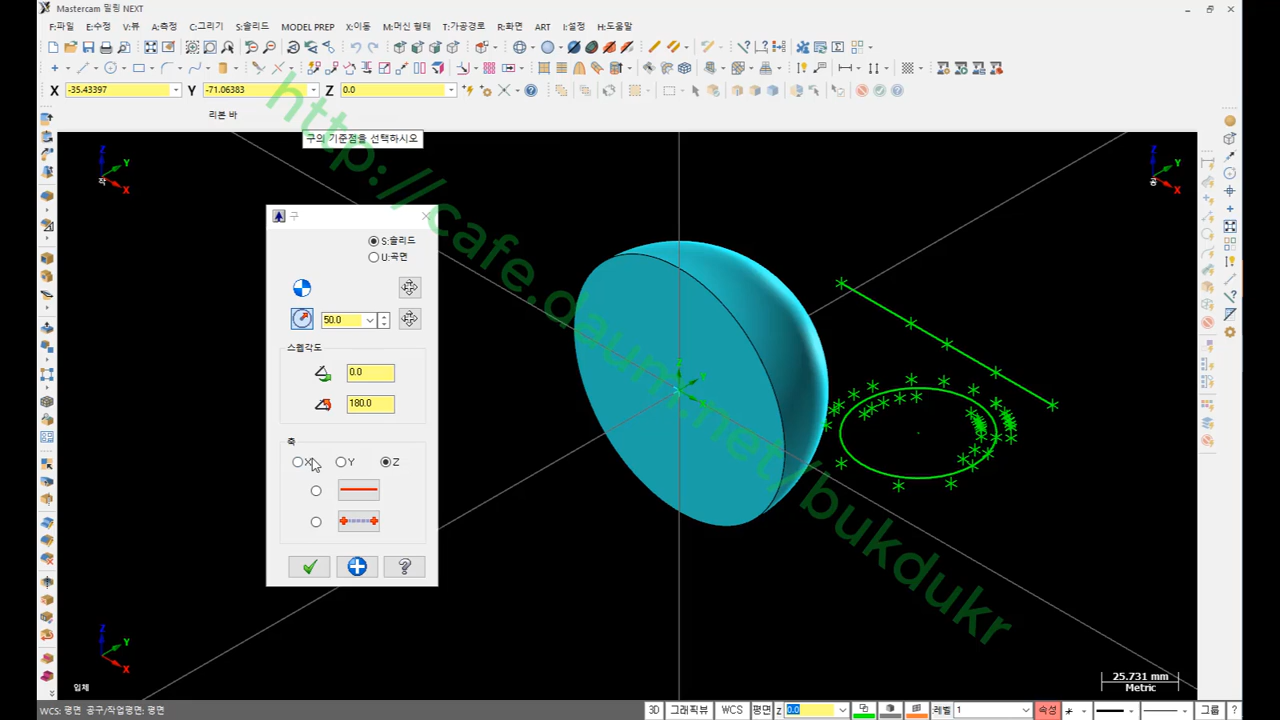 Mastercam 밀링 NEXT
F:파일 E:수정 V:뷰 A:측정 C:그리기 S:솔리드 MODEL PREP X:이동 M:머신 형태 T:가공경로 R:화면 ART I:설정 H:도움말
X -35.43397 Y -71.06383 Z 0.0
리본 바
구의 기준점을 선택하시오
구
S:솔리드
U:곡면
50.0
스윕각도
0.0
180.0
축
X Y Z
http://cafe.daum.net/bukdukr
Z Y X 작
Z Y X 공
Z Y X
입체
25.731 mm
Metric
WCS: 평면 공구/작업평면: 평면
3D 그래픽뷰 WCS 평면 Z 0.0 레벨 1 속성 그룹 ?